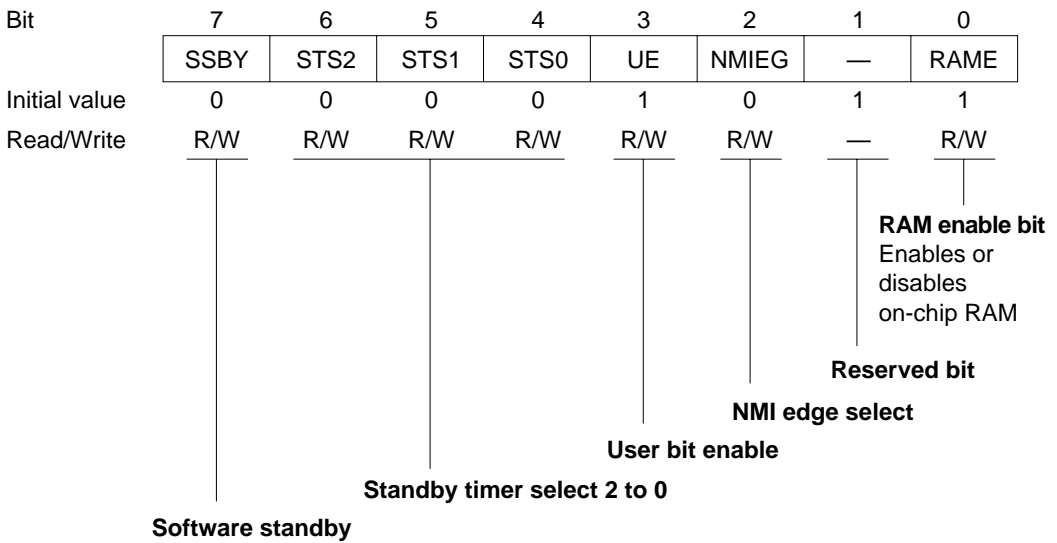 Bit 7 6 5 4 3 2 1 0
SSBY STS2 STS1 STS0 UE NMIEG — RAME
Initial value 0 0 0 0 1 0 1 1
Read/Write R/W R/W R/W R/W R/W R/W — R/W
RAM enable bit
Enables or
disables
on-chip RAM
Reserved bit
NMI edge select
User bit enable
Standby timer select 2 to 0
Software standby